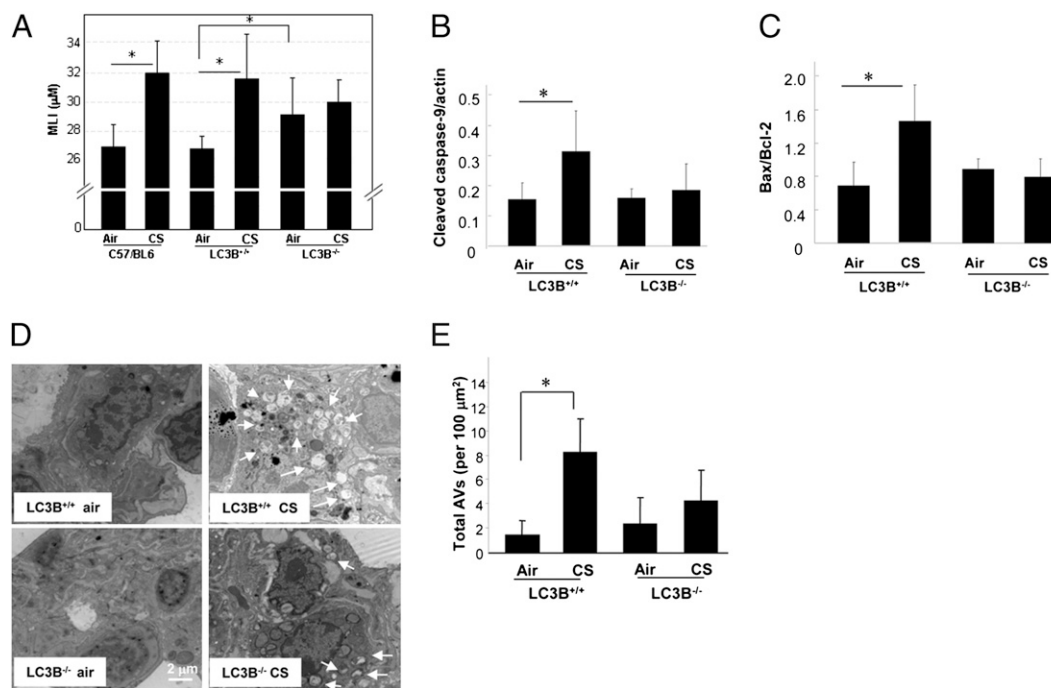 A
*
*
*
34
32
30
28
26
0
MLI (μM)
Air
CS
Air
CS
Air
CS
C57/BL6
LC3B+/-
LC3B-/-
B
*
0.5
0.4
0.3
0.2
0.1
0
Cleaved caspase-9/actin
Air
CS
Air
CS
LC3B+/+
LC3B-/-
C
*
2.0
1.6
1.2
0.8
0.4
0
Bax/Bcl-2
Air
CS
Air
CS
LC3B+/+
LC3B-/-
D
LC3B+/+ air
LC3B+/+ CS
LC3B-/- air
2 μm
LC3B-/- CS
E
*
14
12
10
8
6
4
2
0
Total AVs (per 100 μm²)
Air
CS
Air
CS
LC3B+/+
LC3B-/-